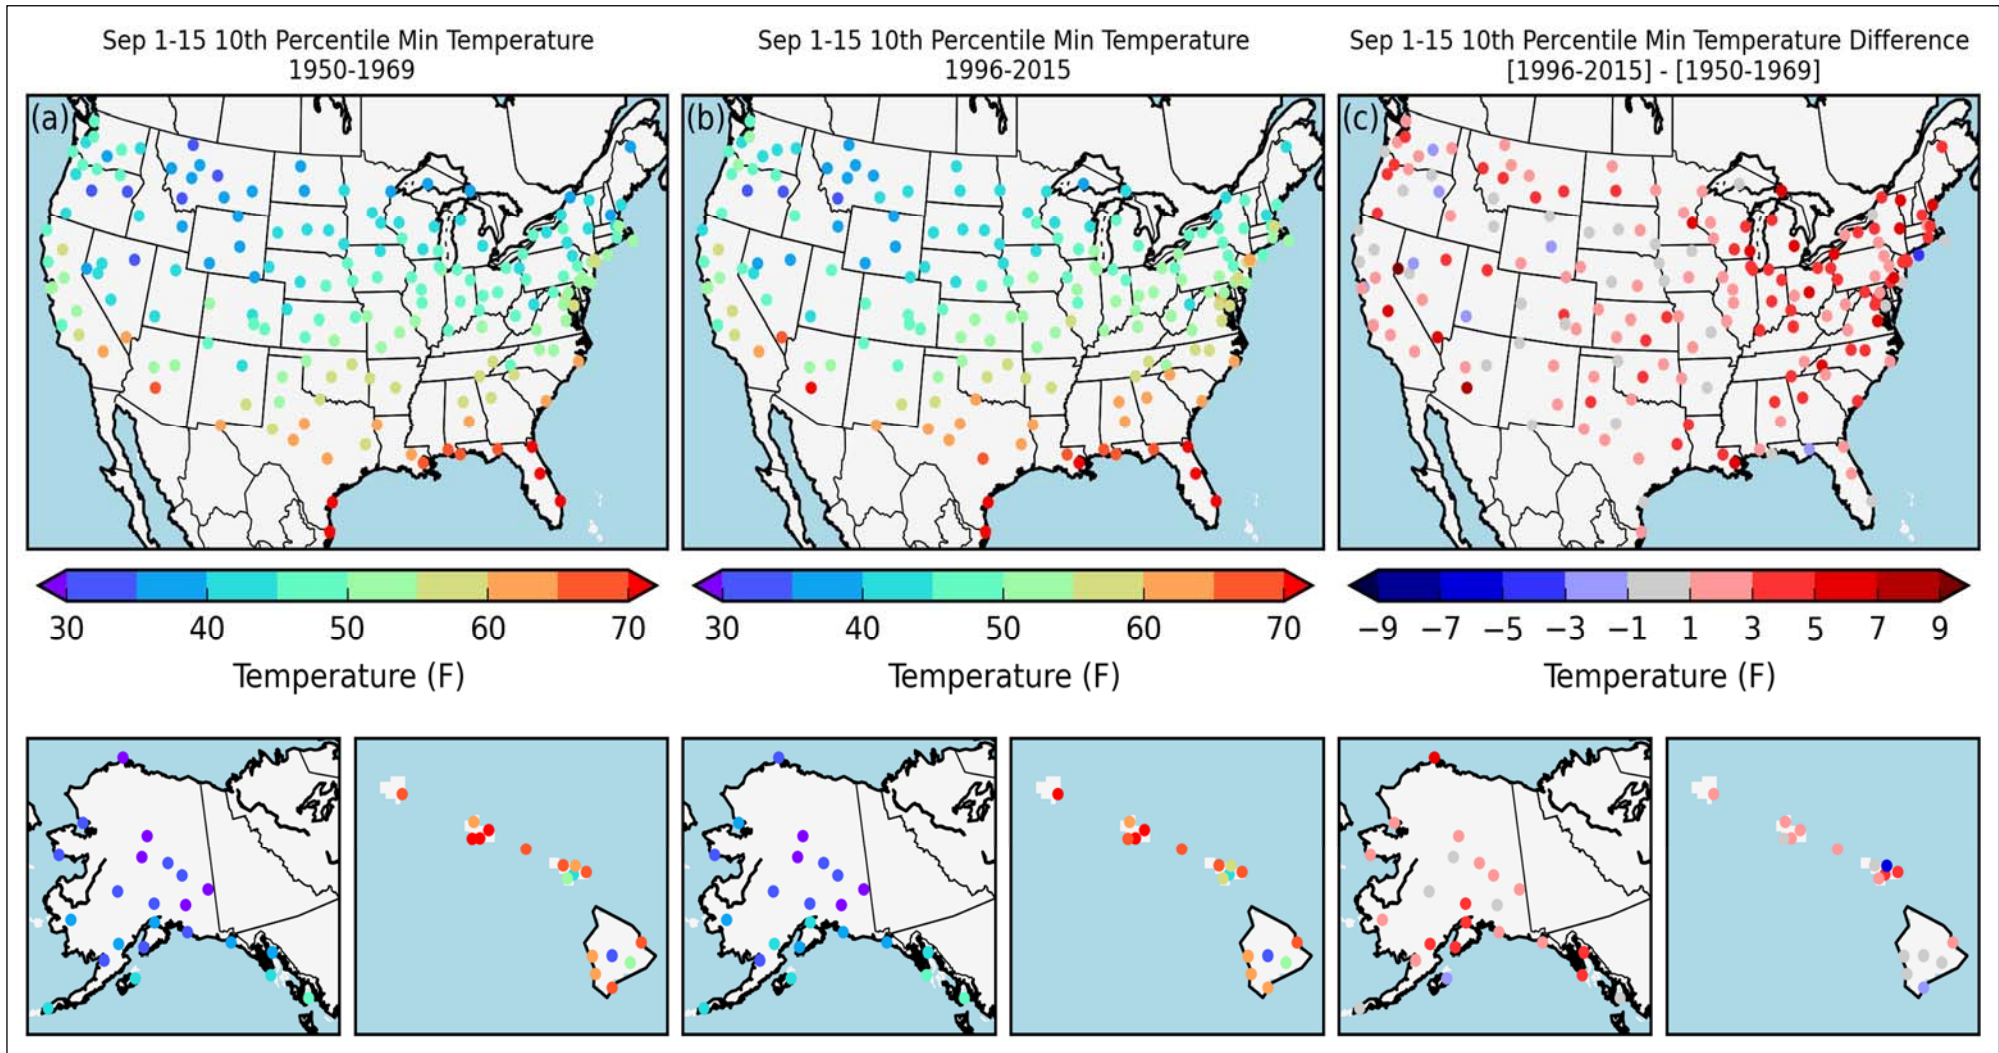 Sep 1-15 10th Percentile Min Temperature
1950-1969
Sep 1-15 10th Percentile Min Temperature
1996-2015
Sep 1-15 10th Percentile Min Temperature Difference
[1996-2015] - [1950-1969]
(a)
(b)
(c)
30 40 50 60 70
Temperature (F)
30 40 50 60 70
Temperature (F)
−9 −7 −5 −3 −1 1 3 5 7 9
Temperature (F)